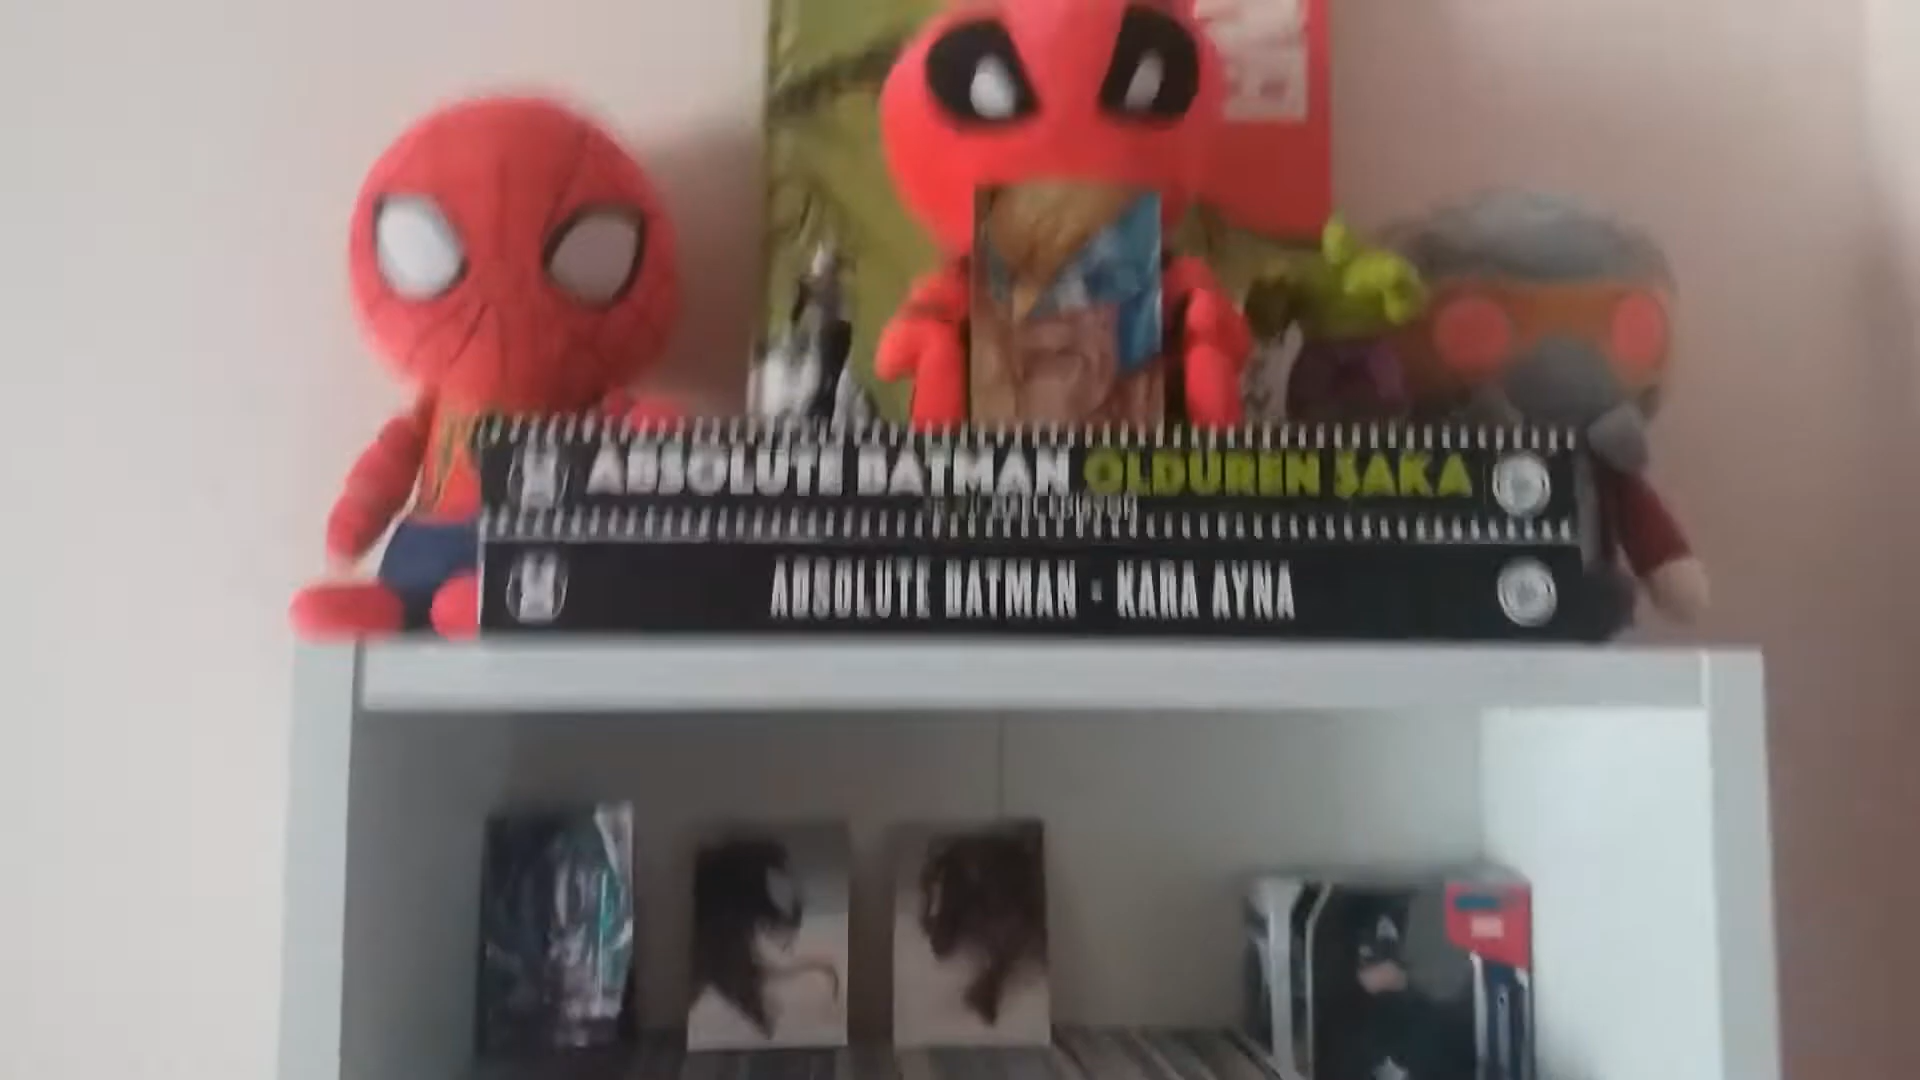 ABSOLUTE BATMAN ÖLDÜREN ŞAKA
ABSOLUTE BATMAN - KARA AYNA